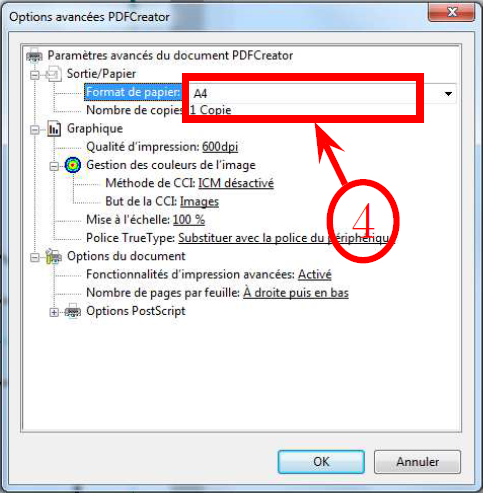 Options avancées PDFCreator
Paramètres avancés du document PDFCreator
Sortie/Papier
Format de papier: A4
Nombre de copies: 1 Copie
Graphique
Qualité d'impression: 600dpi
Gestion des couleurs de l'image
Méthode de CCI: ICM désactivé
But de la CCI: Images
Mise à l'échelle: 100 %
4
Police TrueType: Substituer avec la police du périphérique
Options du document
Fonctionnalités d'impression avancées: Activé
Nombre de pages par feuille: À droite puis en bas
Options PostScript
OK Annuler